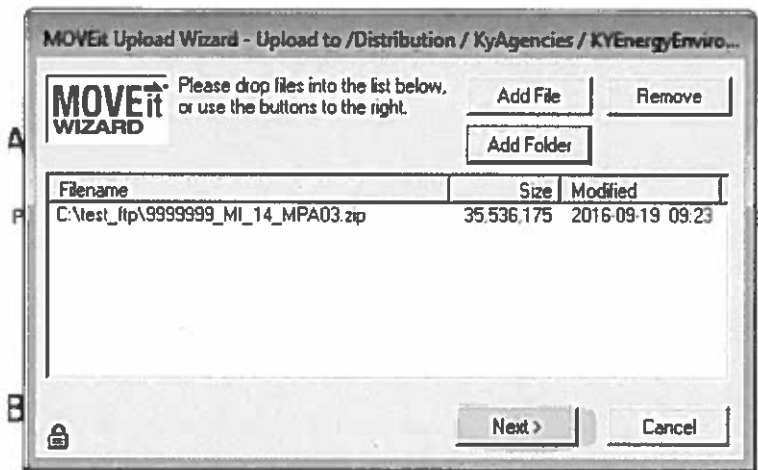 MOVEit Upload Wizard - Upload to /Distribution / KyAgencies / KYEnergyEnviro...
MOVEit
WIZARD
Please drop files into the list below,
or use the buttons to the right.
Add File
Remove
Add Folder
Filename Size Modified
C:\test_ftp\9999999_MI_14_MPA03.zip 35,536,175 2016-09-19 09:23
Next >
Cancel
A
P
B